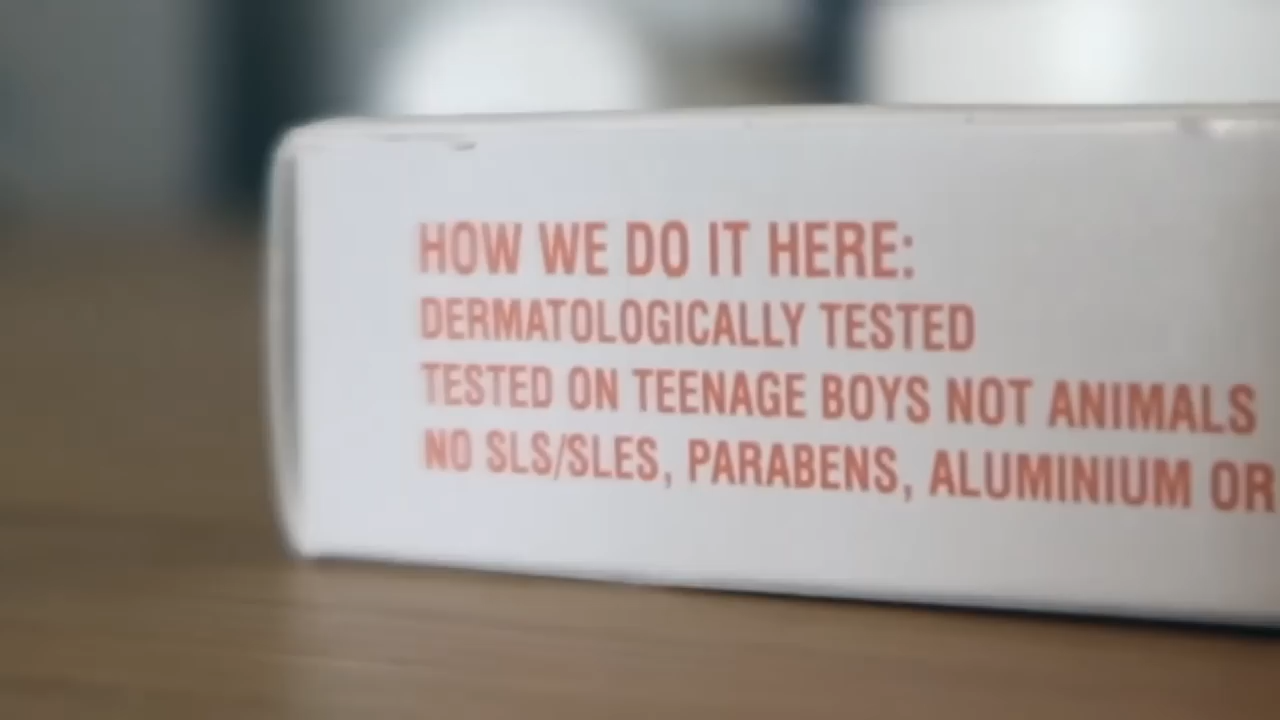 HOW WE DO IT HERE:
DERMATOLOGICALLY TESTED
TESTED ON TEENAGE BOYS NOT ANIMALS
NO SLS/SLES, PARABENS, ALUMINIUM OR